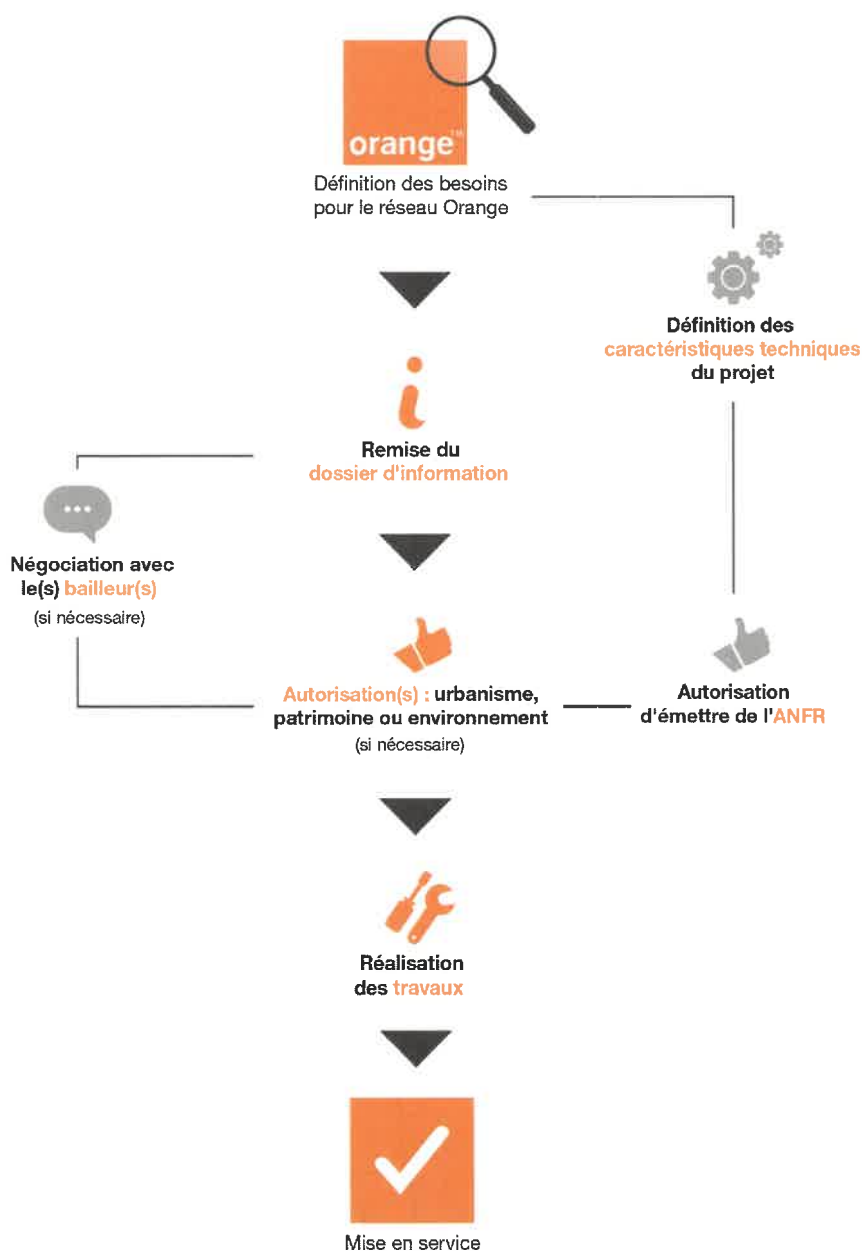 orange™
Définition des besoins
pour le réseau Orange
Définition des
caractéristiques techniques
du projet
Remise du
dossier d'information
Négociation avec
le(s) bailleur(s)
(si nécessaire)
Autorisation(s) : urbanisme,
patrimoine ou environnement
(si nécessaire)
Autorisation
d'émettre de l'ANFR
Réalisation
des travaux
Mise en service